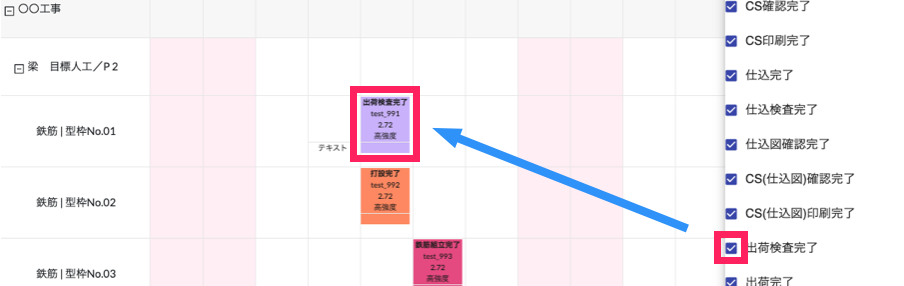 〇〇工事
梁 目標人工／P 2
鉄筋 | 型枠No.01
鉄筋 | 型枠No.02
鉄筋 | 型枠No.03
テキスト
出荷検査完了
test_991
2.72
高強度
打設完了
test_992
2.72
高強度
鉄筋組立完了
test_993
2.72
高強度
CS確認完了
CS印刷完了
仕込完了
仕込検査完了
仕込図確認完了
CS(仕込図)確認完了
CS(仕込図)印刷完了
出荷検査完了
出荷完了